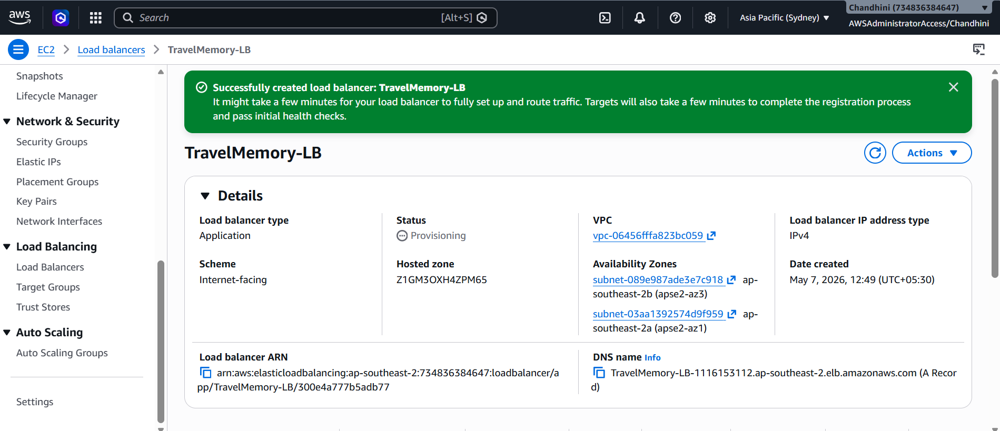 aws
Search
[Alt+S]
Asia Pacific (Sydney)
Chandhini (734836384647)
AWSAdministratorAccess/Chandhini
EC2
Load balancers
TravelMemory-LB
Snapshots
Lifecycle Manager
Network & Security
Security Groups
Elastic IPs
Placement Groups
Key Pairs
Network Interfaces
Load Balancing
Load Balancers
Target Groups
Trust Stores
Auto Scaling
Auto Scaling Groups
Settings
Successfully created load balancer: TravelMemory-LB
It might take a few minutes for your load balancer to fully set up and route traffic. Targets will also take a few minutes to complete the registration process
and pass initial health checks.
TravelMemory-LB
Actions
Details
Load balancer type
Application
Status
Provisioning
VPC
vpc-06456fffa823bc059
Load balancer IP address type
IPv4
Scheme
Internet-facing
Hosted zone
Z1GM3OXH4ZPM65
Availability Zones
subnet-089e987ade3e7c918 ap-
southeast-2b (apse2-az3)
subnet-03aa1392574d9f959 ap-
southeast-2a (apse2-az1)
Date created
May 7, 2026, 12:49 (UTC+05:30)
Load balancer ARN
arn:aws:elasticloadbalancing:ap-southeast-2:734836384647:loadbalancer/a
pp/TravelMemory-LB/300e4a777b5adb77
DNS name Info
TravelMemory-LB-1116153112.ap-southeast-2.elb.amazonaws.com (A Recor
d)